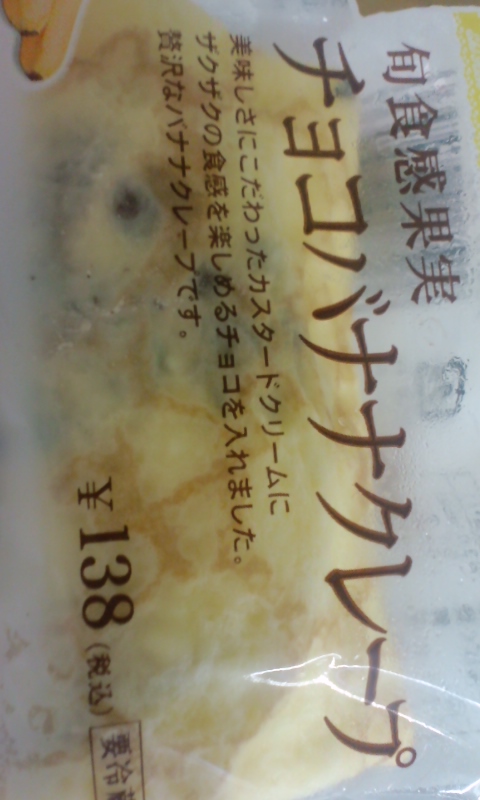 旬食感果実
チョコバナナクレープ
美味しさにこだわったカスタードクリームに
ザクザクの食感を楽しめるチョコを入れました。
贅沢なバナナクレープです。
¥138(税込)
要冷蔵